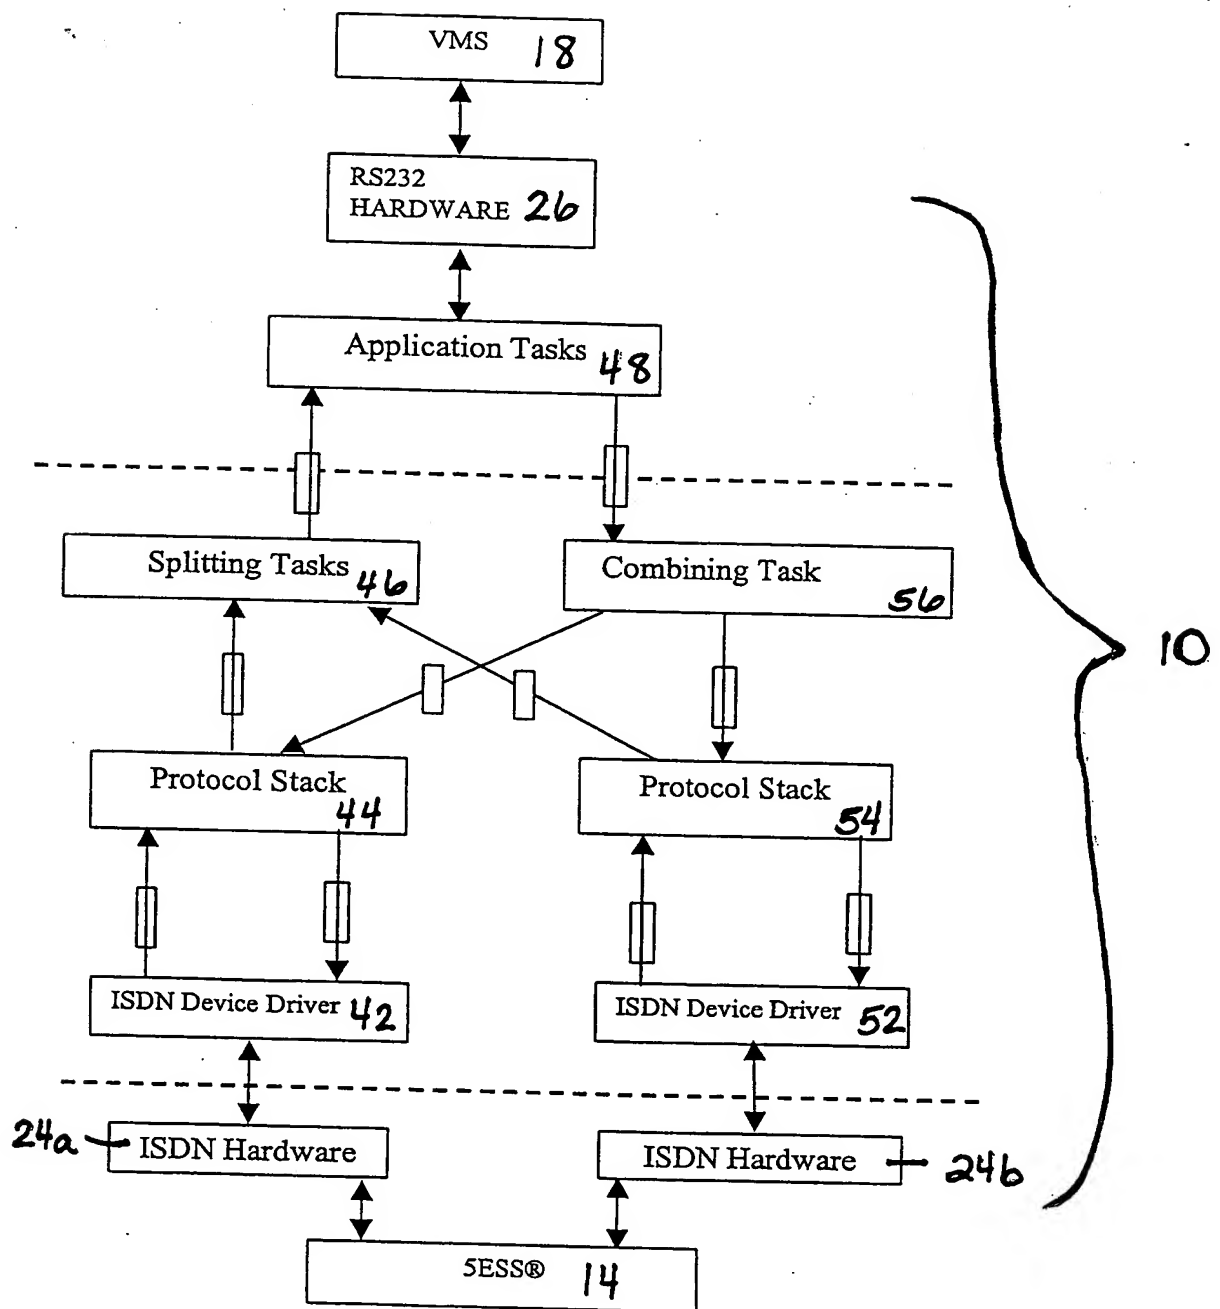 VMS 18
RS232
HARDWARE 26
Application Tasks 48
Splitting Tasks 46
Combining Task 56
10
Protocol Stack 44
Protocol Stack 54
ISDN Device Driver 42
ISDN Device Driver 52
24a ISDN Hardware
ISDN Hardware 24b
5ESS® 14